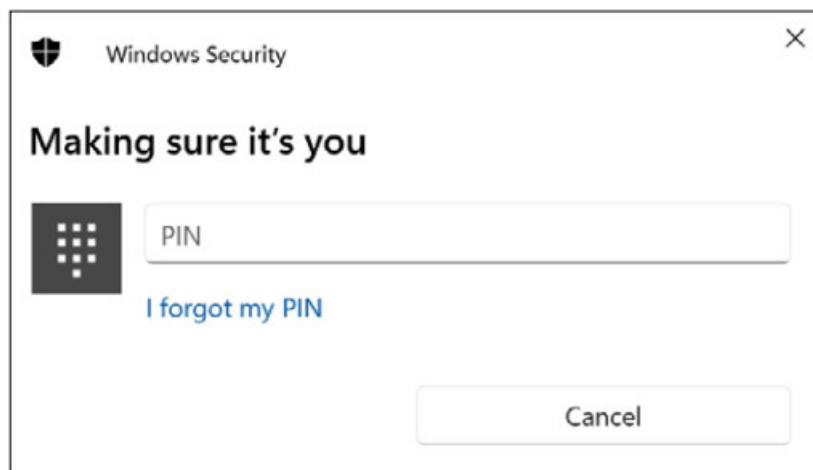 Windows Security
Making sure it's you
PIN
I forgot my PIN
Cancel